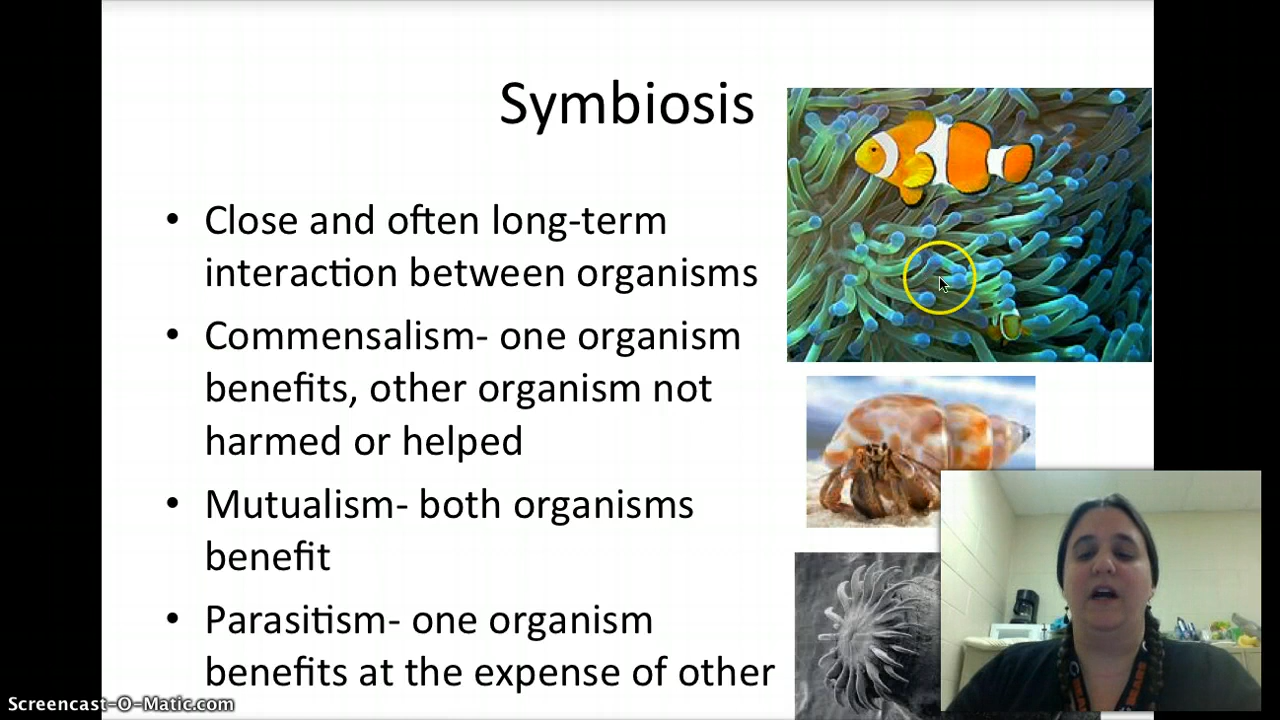 Symbiosis
• Close and often long-term
interaction between organisms
• Commensalism- one organism
benefits, other organism not
harmed or helped
• Mutualism- both organisms
benefit
• Parasitism- one organism
benefits at the expense of other
Screencast-O-Matic.com